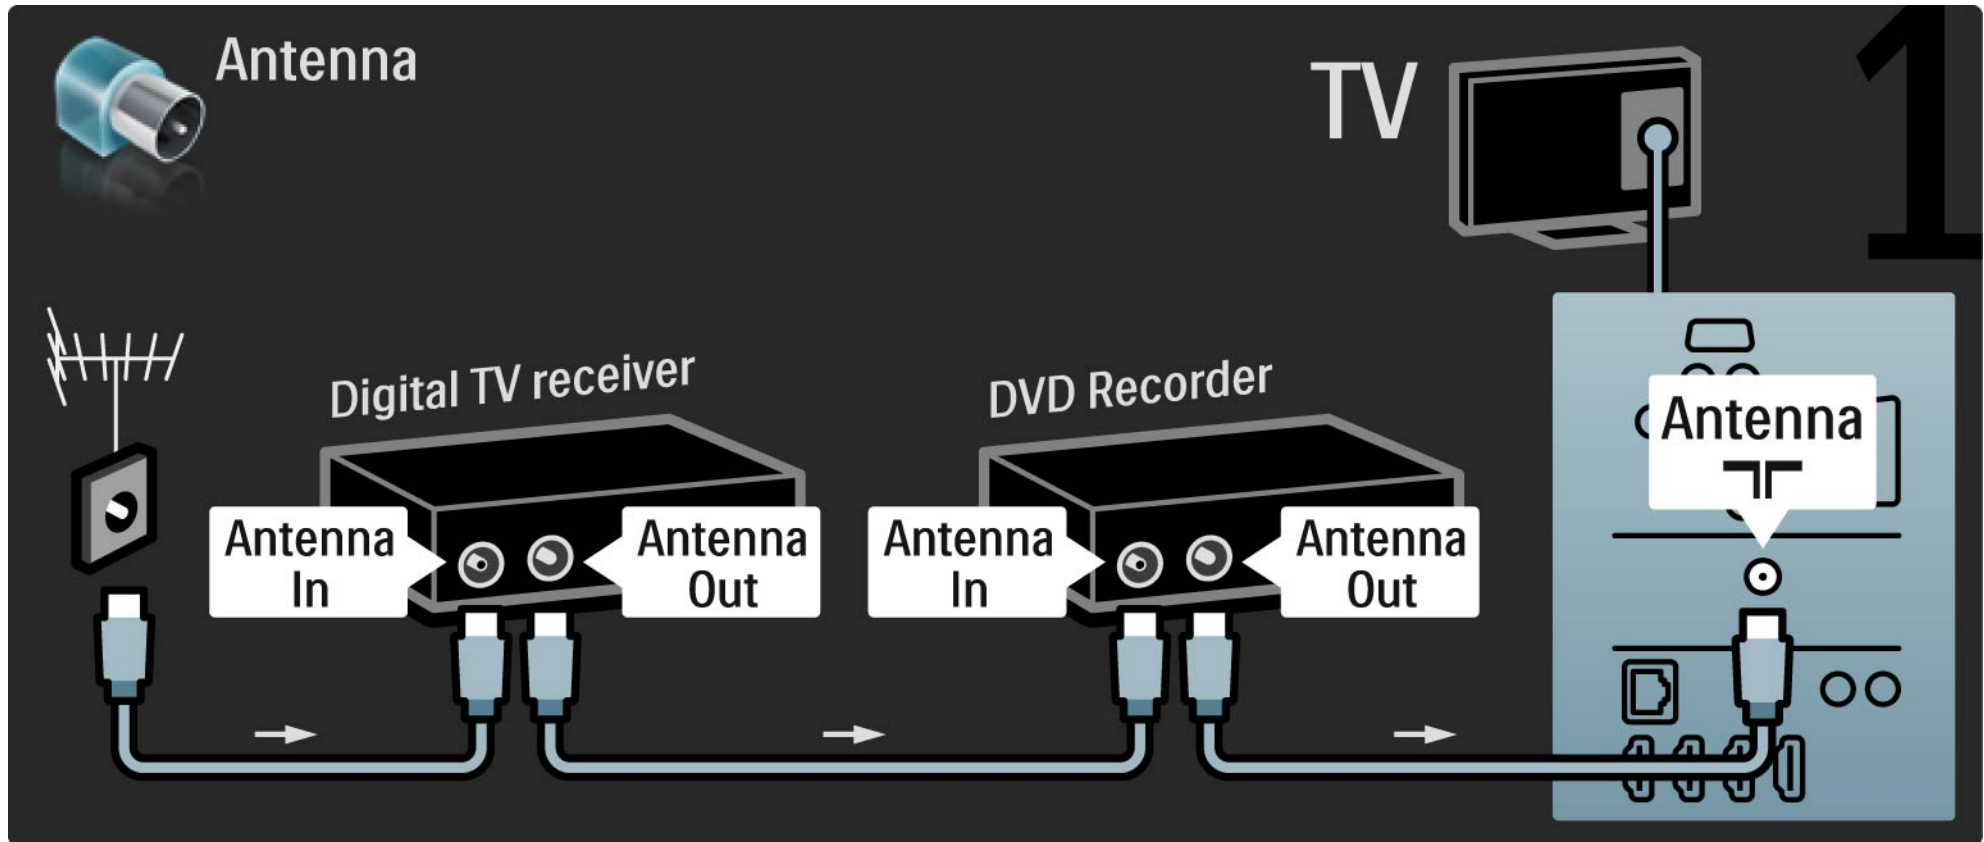 Antenna
TV
1
Digital TV receiver
DVD Recorder
Antenna
Antenna
In
Antenna
Out
Antenna
In
Antenna
Out